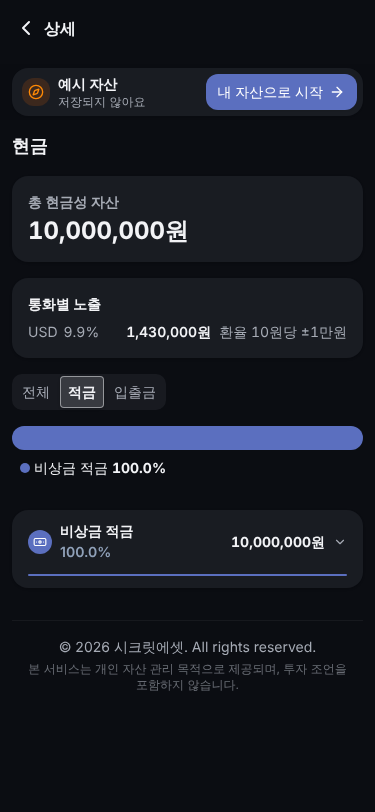 상세
예시 자산
저장되지 않아요
내 자산으로 시작
현금
총 현금성 자산
10,000,000원
통화별 노출
USD 9.9% 1,430,000원 환율 10원당 ±1만원
전체 적금 입출금
비상금 적금 100.0%
비상금 적금
100.0%
10,000,000원
© 2026 시크릿에셋. All rights reserved.
본 서비스는 개인 자산 관리 목적으로 제공되며, 투자 조언을
포함하지 않습니다.